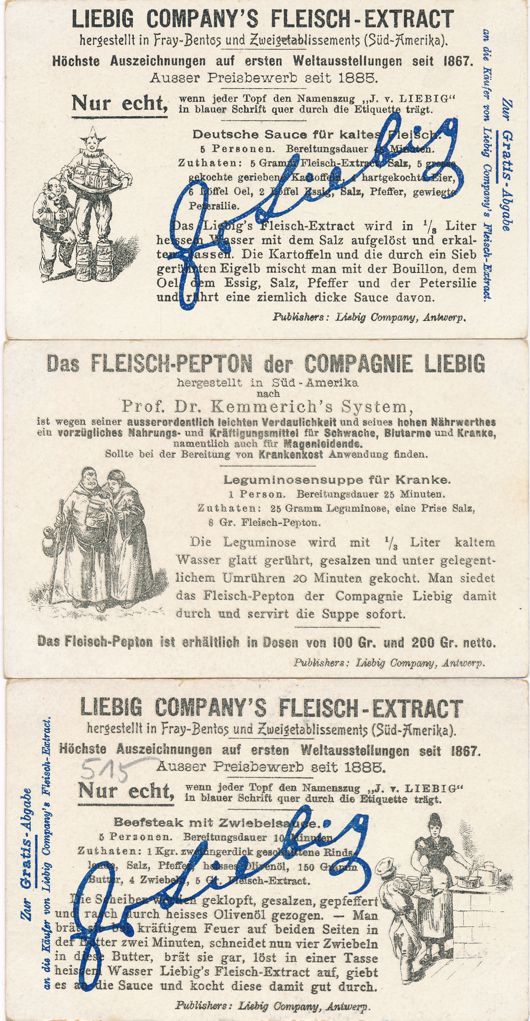 LIEBIG COMPANY'S FLEISCH-EXTRACT
hergestellt in Fray-Bentos und Zweigetablissements (Süd-Amerika).
Höchste Auszeichnungen auf ersten Weltausstellungen seit 1867.
Ausser Preisbewerb seit 1885.
Nur echt,
wenn jeder Topf den Namenszug „J. v. LIEBIG“
in blauer Schrift quer durch die Etiquette trägt.
Deutsche Sauce für kaltes Fleisch.
5 Personen. Bereitungsdauer Minuten.
Zuthaten: 5 Gramm Fleisch-Extract, Salz, 5 grosse
gekochte geriebene Kartoffeln, hartgekochte Eier,
6 Löffel Oel, 2 Löffel Essig, Salz, Pfeffer, gewiegte
Petersilie.
Das Liebig's Fleisch-Extract wird in 1/8 Liter
heissem Wasser mit dem Salz aufgelöst und erkal-
ten lassen. Die Kartoffeln und die durch ein Sieb
gerührten Eigelb mischt man mit der Bouillon, dem
Oel, dem Essig, Salz, Pfeffer und der Petersilie
und rührt eine ziemlich dicke Sauce davon.
Publishers: Liebig Company, Antwerp.
Zur Gratis-Abgabe
an die Käufer von Liebig Company's Fleisch-Extract.
Das FLEISCH-PEPTON der COMPAGNIE LIEBIG
hergestellt in Süd-Amerika
nach
Prof. Dr. Kemmerich's System,
ist wegen seiner ausserordentlich leichten Verdaulichkeit und seines hohen Nährwerthes
ein vorzügliches Nahrungs- und Kräftigungsmittel für Schwache, Blutarme und Kranke,
namentlich auch für Magenleidende.
Sollte bei der Bereitung von Krankenkost Anwendung finden.
Leguminosensuppe für Kranke.
1 Person. Bereitungsdauer 25 Minuten.
Zuthaten: 25 Gramm Leguminose, eine Prise Salz,
8 Gr. Fleisch-Pepton.
Die Leguminose wird mit 1/3 Liter kaltem
Wasser glatt gerührt, gesalzen und unter gelegent-
lichem Umrühren 20 Minuten gekocht. Man siedet
das Fleisch-Pepton der Compagnie Liebig damit
durch und servirt die Suppe sofort.
Das Fleisch-Pepton ist erhältlich in Dosen von 100 Gr. und 200 Gr. netto.
Publishers: Liebig Company, Antwerp.
LIEBIG COMPANY'S FLEISCH-EXTRACT
hergestellt in Fray-Bentos und Zweigetablissements (Süd-Amerika).
Höchste Auszeichnungen auf ersten Weltausstellungen seit 1867.
Ausser Preisbewerb seit 1885.
515
Nur echt,
wenn jeder Topf den Namenszug „J. v. LIEBIG“
in blauer Schrift quer durch die Etiquette trägt.
Beefsteak mit Zwiebelsauce.
5 Personen. Bereitungsdauer 10 Minuten.
Zuthaten: 1 Kgr. zweifingerdick geschnittene Rinds-
Salz, Pfeffer, heisses Olivenöl, 150 Gramm
Butter, 4 Zwiebeln, Gr. Fleisch-Extract.
Die Scheiben werden geklopft, gesalzen, gepfeffert
und rasch durch heisses Olivenöl gezogen. — Man
brät sie bei kräftigem Feuer auf beiden Seiten in
der Butter zwei Minuten, schneidet nun vier Zwiebeln
in diese Butter, brät sie gar, löst in einer Tasse
heissen Wasser Liebig's Fleisch-Extract auf, giebt
es an die Sauce und kocht diese damit gut durch.
Publishers: Liebig Company, Antwerp.
Zur Gratis-Abgabe
an die Käufer von Liebig Company's Fleisch-Extract.
JvLiebig
JvLiebig